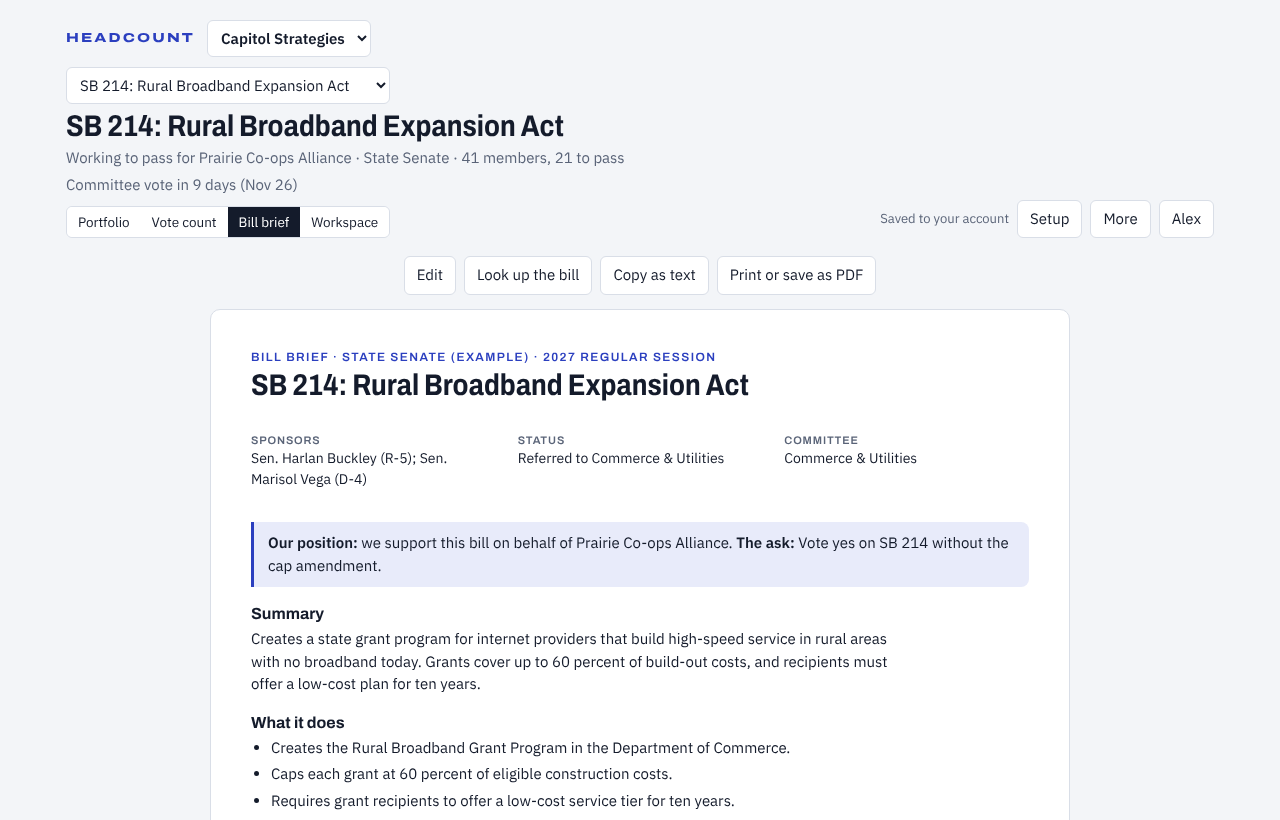 HEADCOUNT Capitol Strategies
SB 214: Rural Broadband Expansion Act
SB 214: Rural Broadband Expansion Act
Working to pass for Prairie Co-ops Alliance · State Senate · 41 members, 21 to pass
Committee vote in 9 days (Nov 26)
Portfolio Vote count Bill brief Workspace Saved to your account Setup More Alex
Edit Look up the bill Copy as text Print or save as PDF
BILL BRIEF · STATE SENATE (EXAMPLE) · 2027 REGULAR SESSION
SB 214: Rural Broadband Expansion Act
SPONSORS STATUS COMMITTEE
Sen. Harlan Buckley (R-5); Sen. Referred to Commerce & Utilities Commerce & Utilities
Marisol Vega (D-4)
Our position: we support this bill on behalf of Prairie Co-ops Alliance. The ask: Vote yes on SB 214 without the
cap amendment.
Summary
Creates a state grant program for internet providers that build high-speed service in rural areas
with no broadband today. Grants cover up to 60 percent of build-out costs, and recipients must
offer a low-cost plan for ten years.
What it does
• Creates the Rural Broadband Grant Program in the Department of Commerce.
• Caps each grant at 60 percent of eligible construction costs.
• Requires grant recipients to offer a low-cost service tier for ten years.